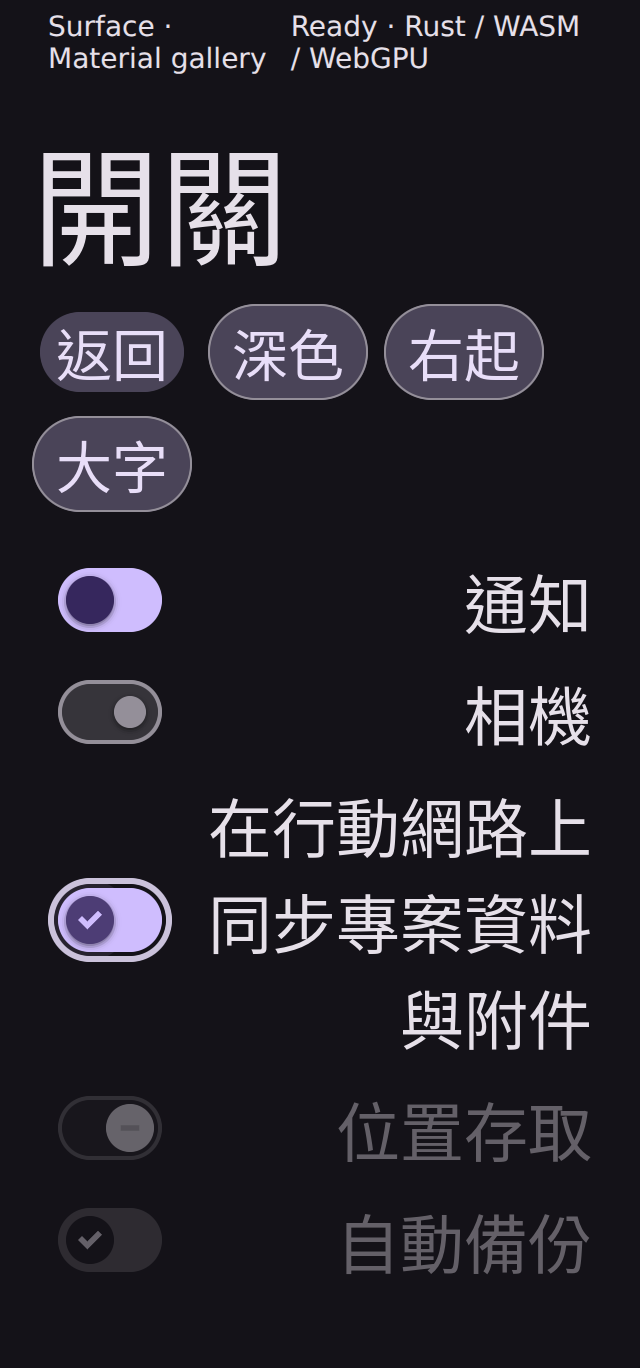 Surface ·
Material gallery
Ready · Rust / WASM
/ WebGPU
開關
返回
深色
右起
大字
通知
相機
在行動網路上
同步專案資料
與附件
位置存取
自動備份